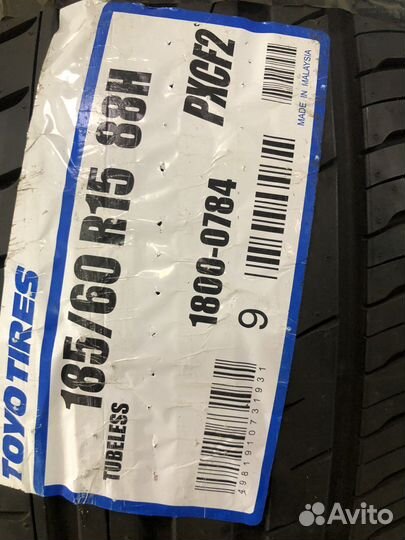 TOYO TIRES
185/60 R15 88H
TUBELESS
1800-0784 PXCF2
9
4981910731931
MADE IN MALAYSIA
Avito